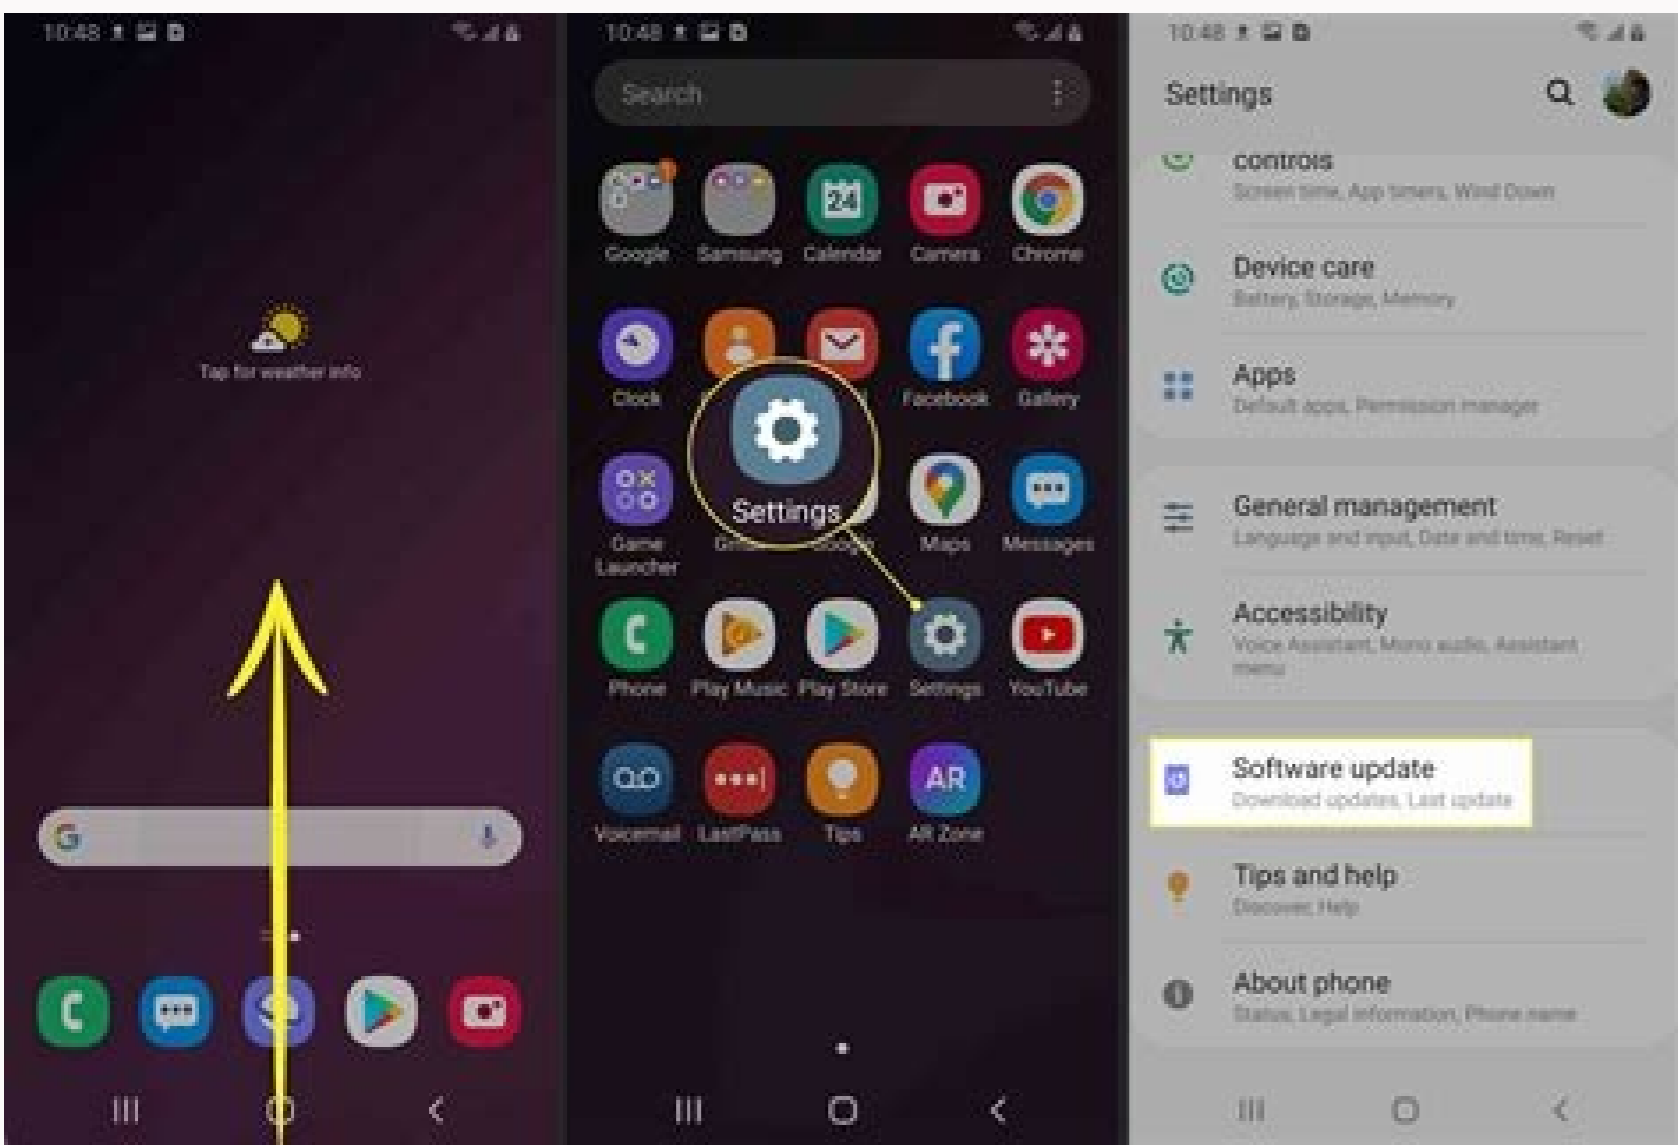 10:48
Tap for weather info
G
10:48
Search
24
Google Samsung Calendar Camera Chrome
Clock Facebook Gallery
Settings
Game Launcher Google Maps Messages
Phone Play Music Play Store Settings YouTube
AR
Voicemail LastPass Tips AR Zone
10:48
Settings
controls
Screen time, App timers, Wind Down
Device care
Battery, Storage, Memory
Apps
Default apps, Permission manager
General management
Language and input, Date and time, Reset
Accessibility
Voice Assistant, Mono audio, Assistant
menu
Software update
Download updates, Last update
Tips and help
Discover, Help
About phone
Status, Legal information, Phone name